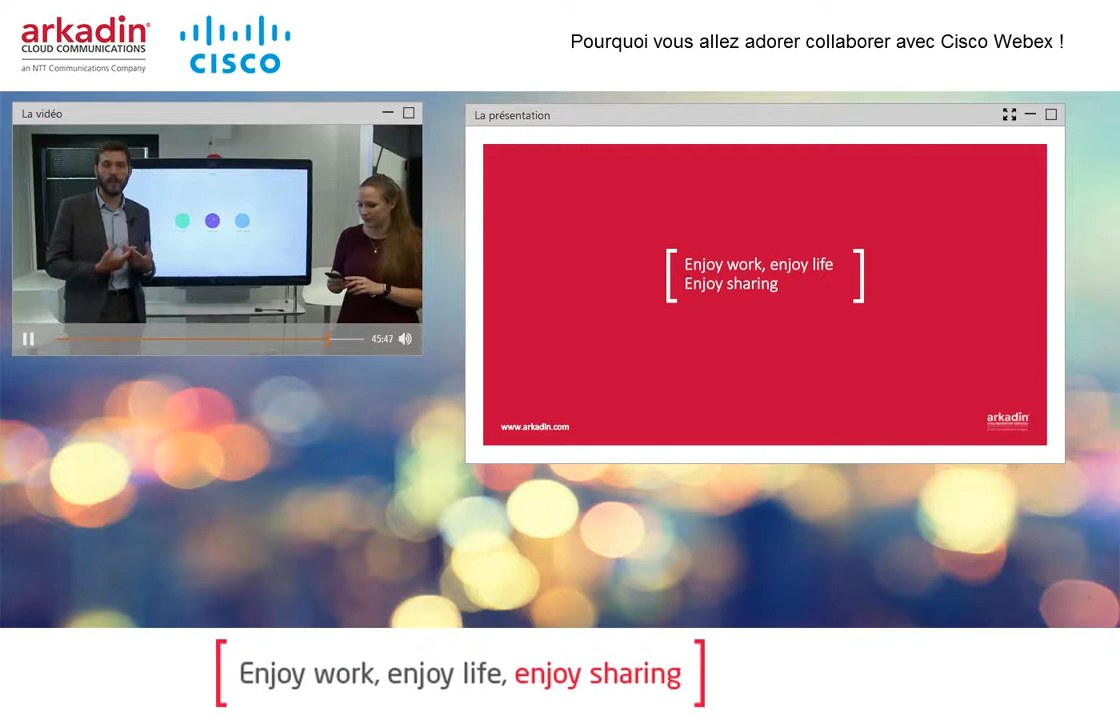 arkadin
CLOUD COMMUNICATIONS
an NTT Communications Company
CISCO
Pourquoi vous allez adorer collaborer avec Cisco Webex !
La vidéo
45:47
La présentation
Enjoy work, enjoy life
Enjoy sharing
www.arkadin.com
arkadin
Enjoy work, enjoy life, enjoy sharing